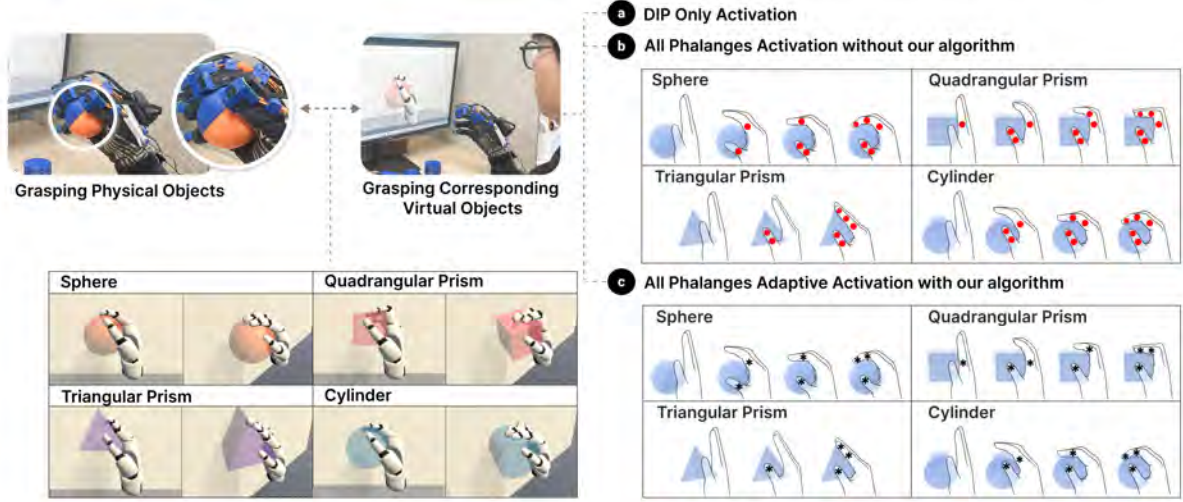 Grasping Physical Objects
Grasping Corresponding
Virtual Objects
Sphere
Quadrangular Prism
Triangular Prism
Cylinder
a DIP Only Activation
b All Phalanges Activation without our algorithm
Sphere
Quadrangular Prism
Triangular Prism
Cylinder
c All Phalanges Adaptive Activation with our algorithm
Sphere
Quadrangular Prism
Triangular Prism
Cylinder